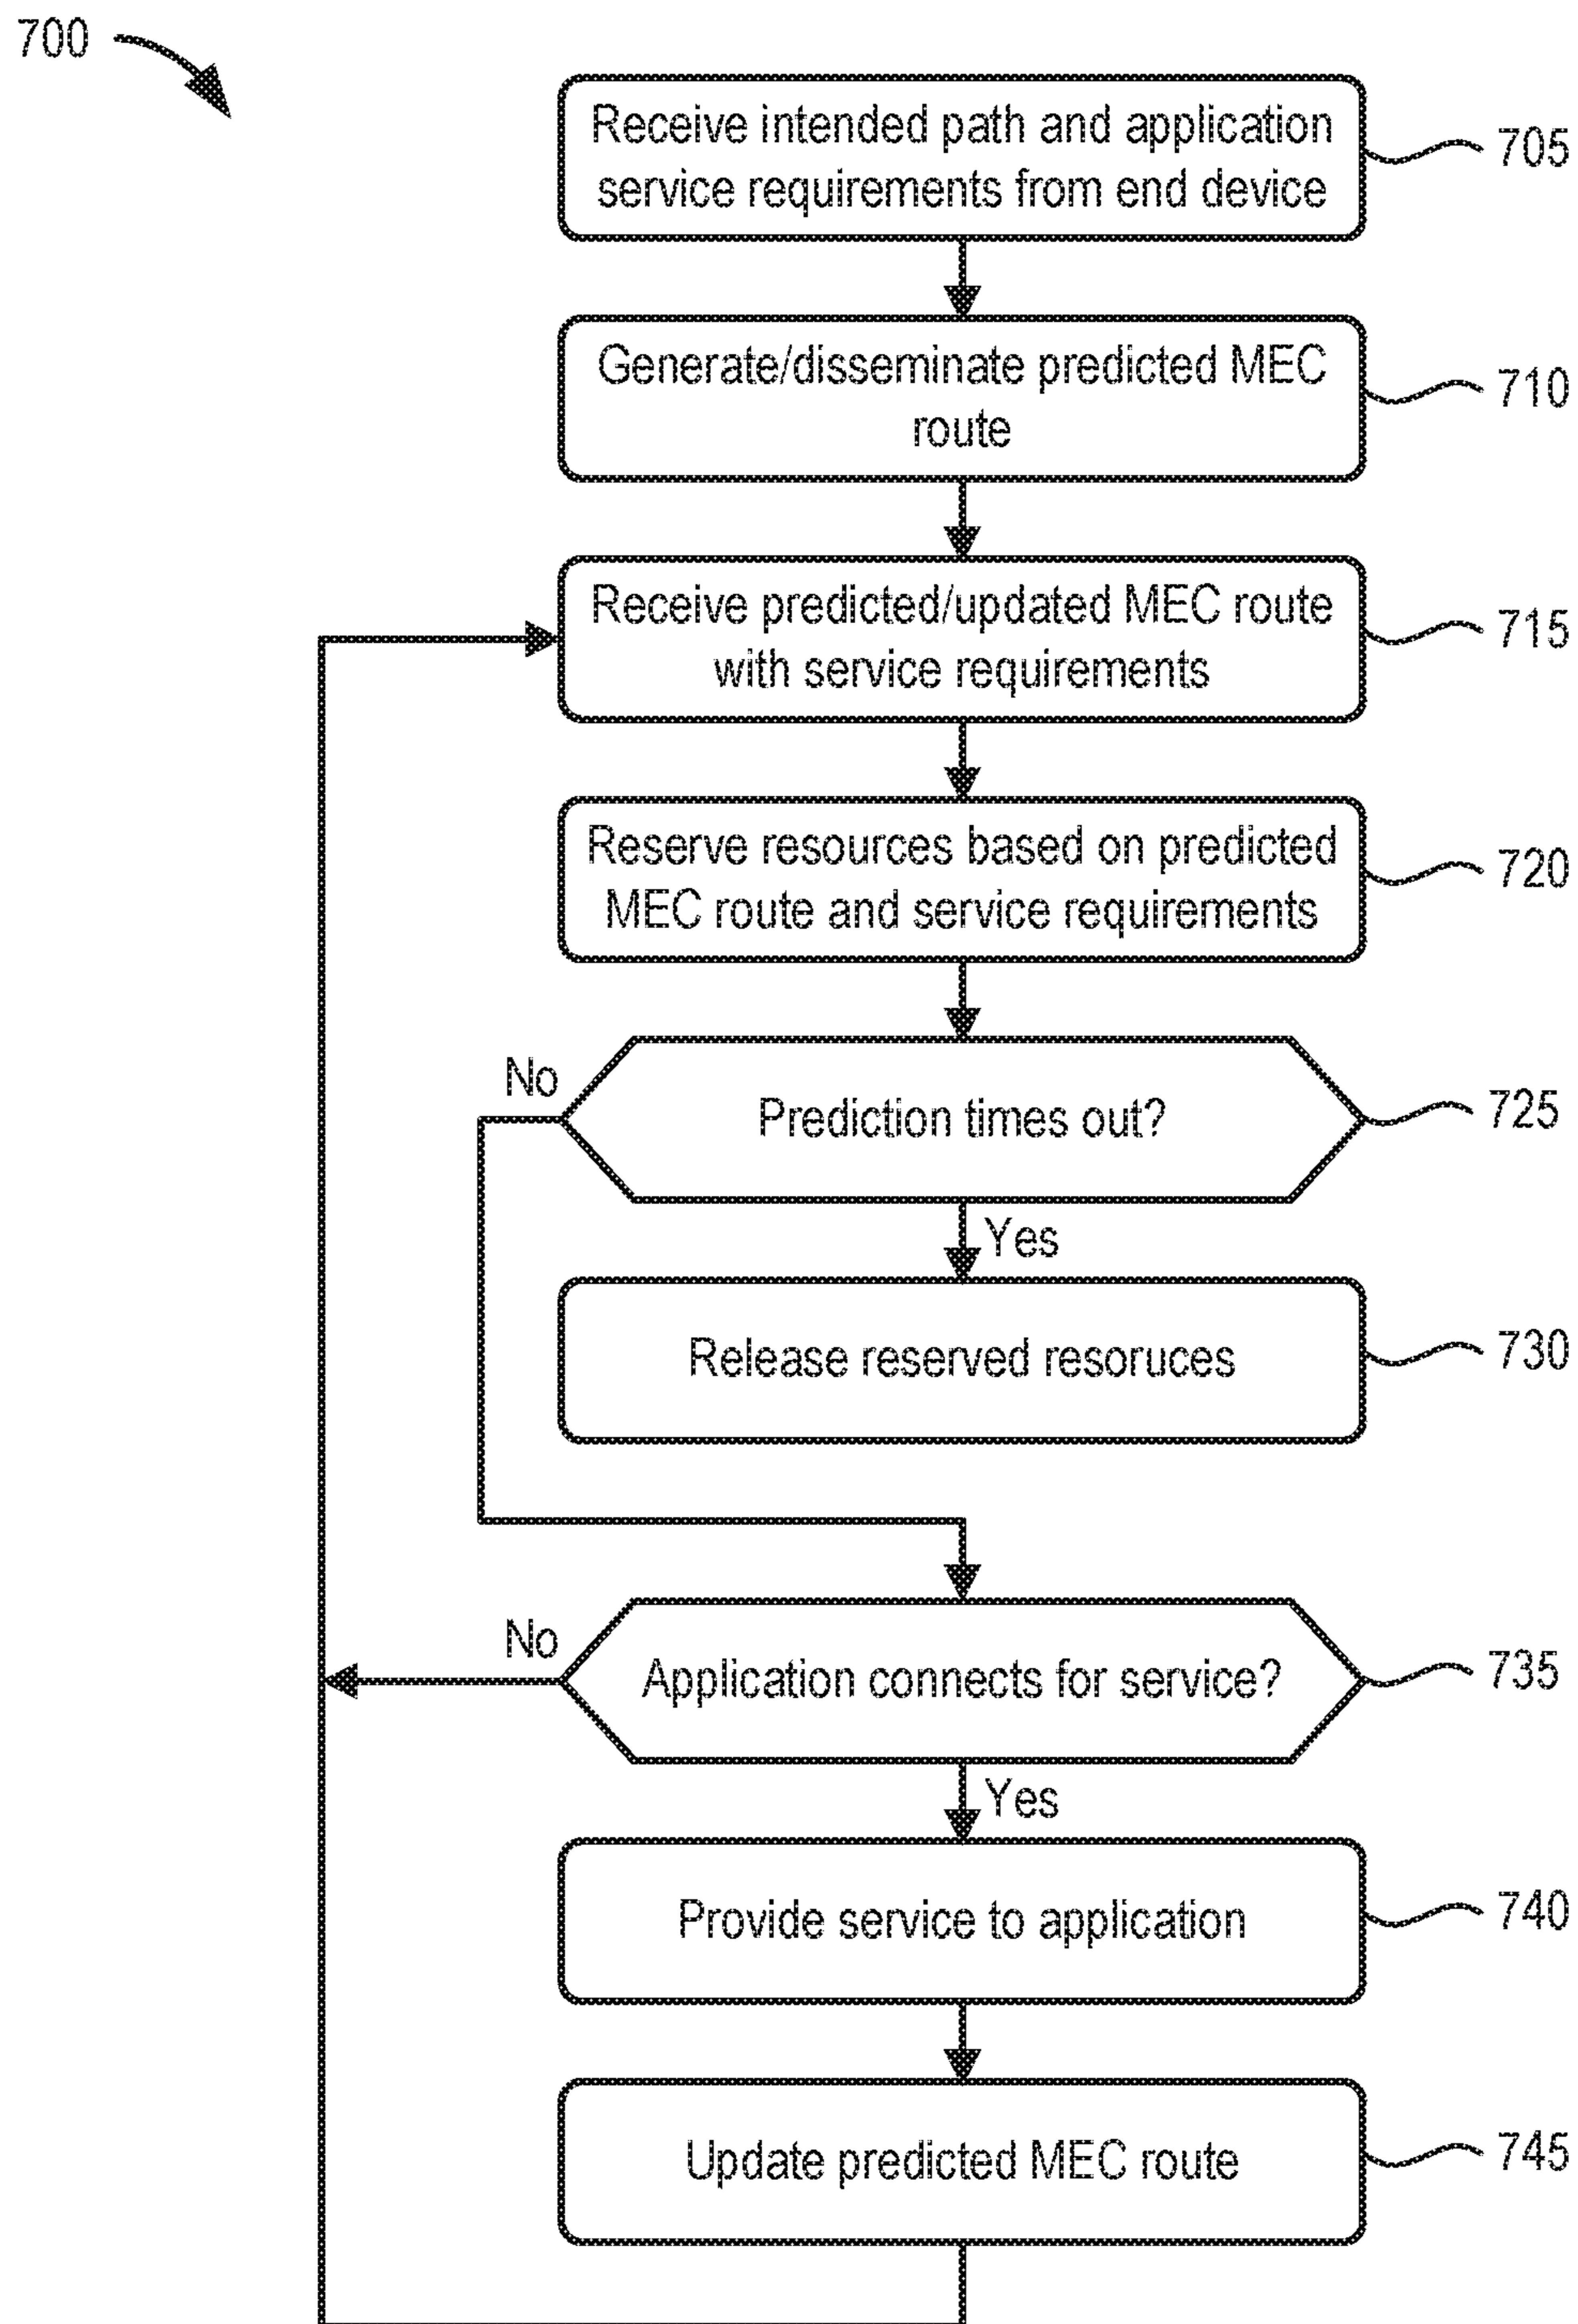 700
Receive intended path and application
service requirements from end device
705
Generate/disseminate predicted MEC
route
710
Receive predicted/updated MEC route
with service requirements
715
Reserve resources based on predicted
MEC route and service requirements
720
No
Prediction times out?
725
Yes
Release reserved resoruces
730
No
Application connects for service?
735
Yes
Provide service to application
740
Update predicted MEC route
745